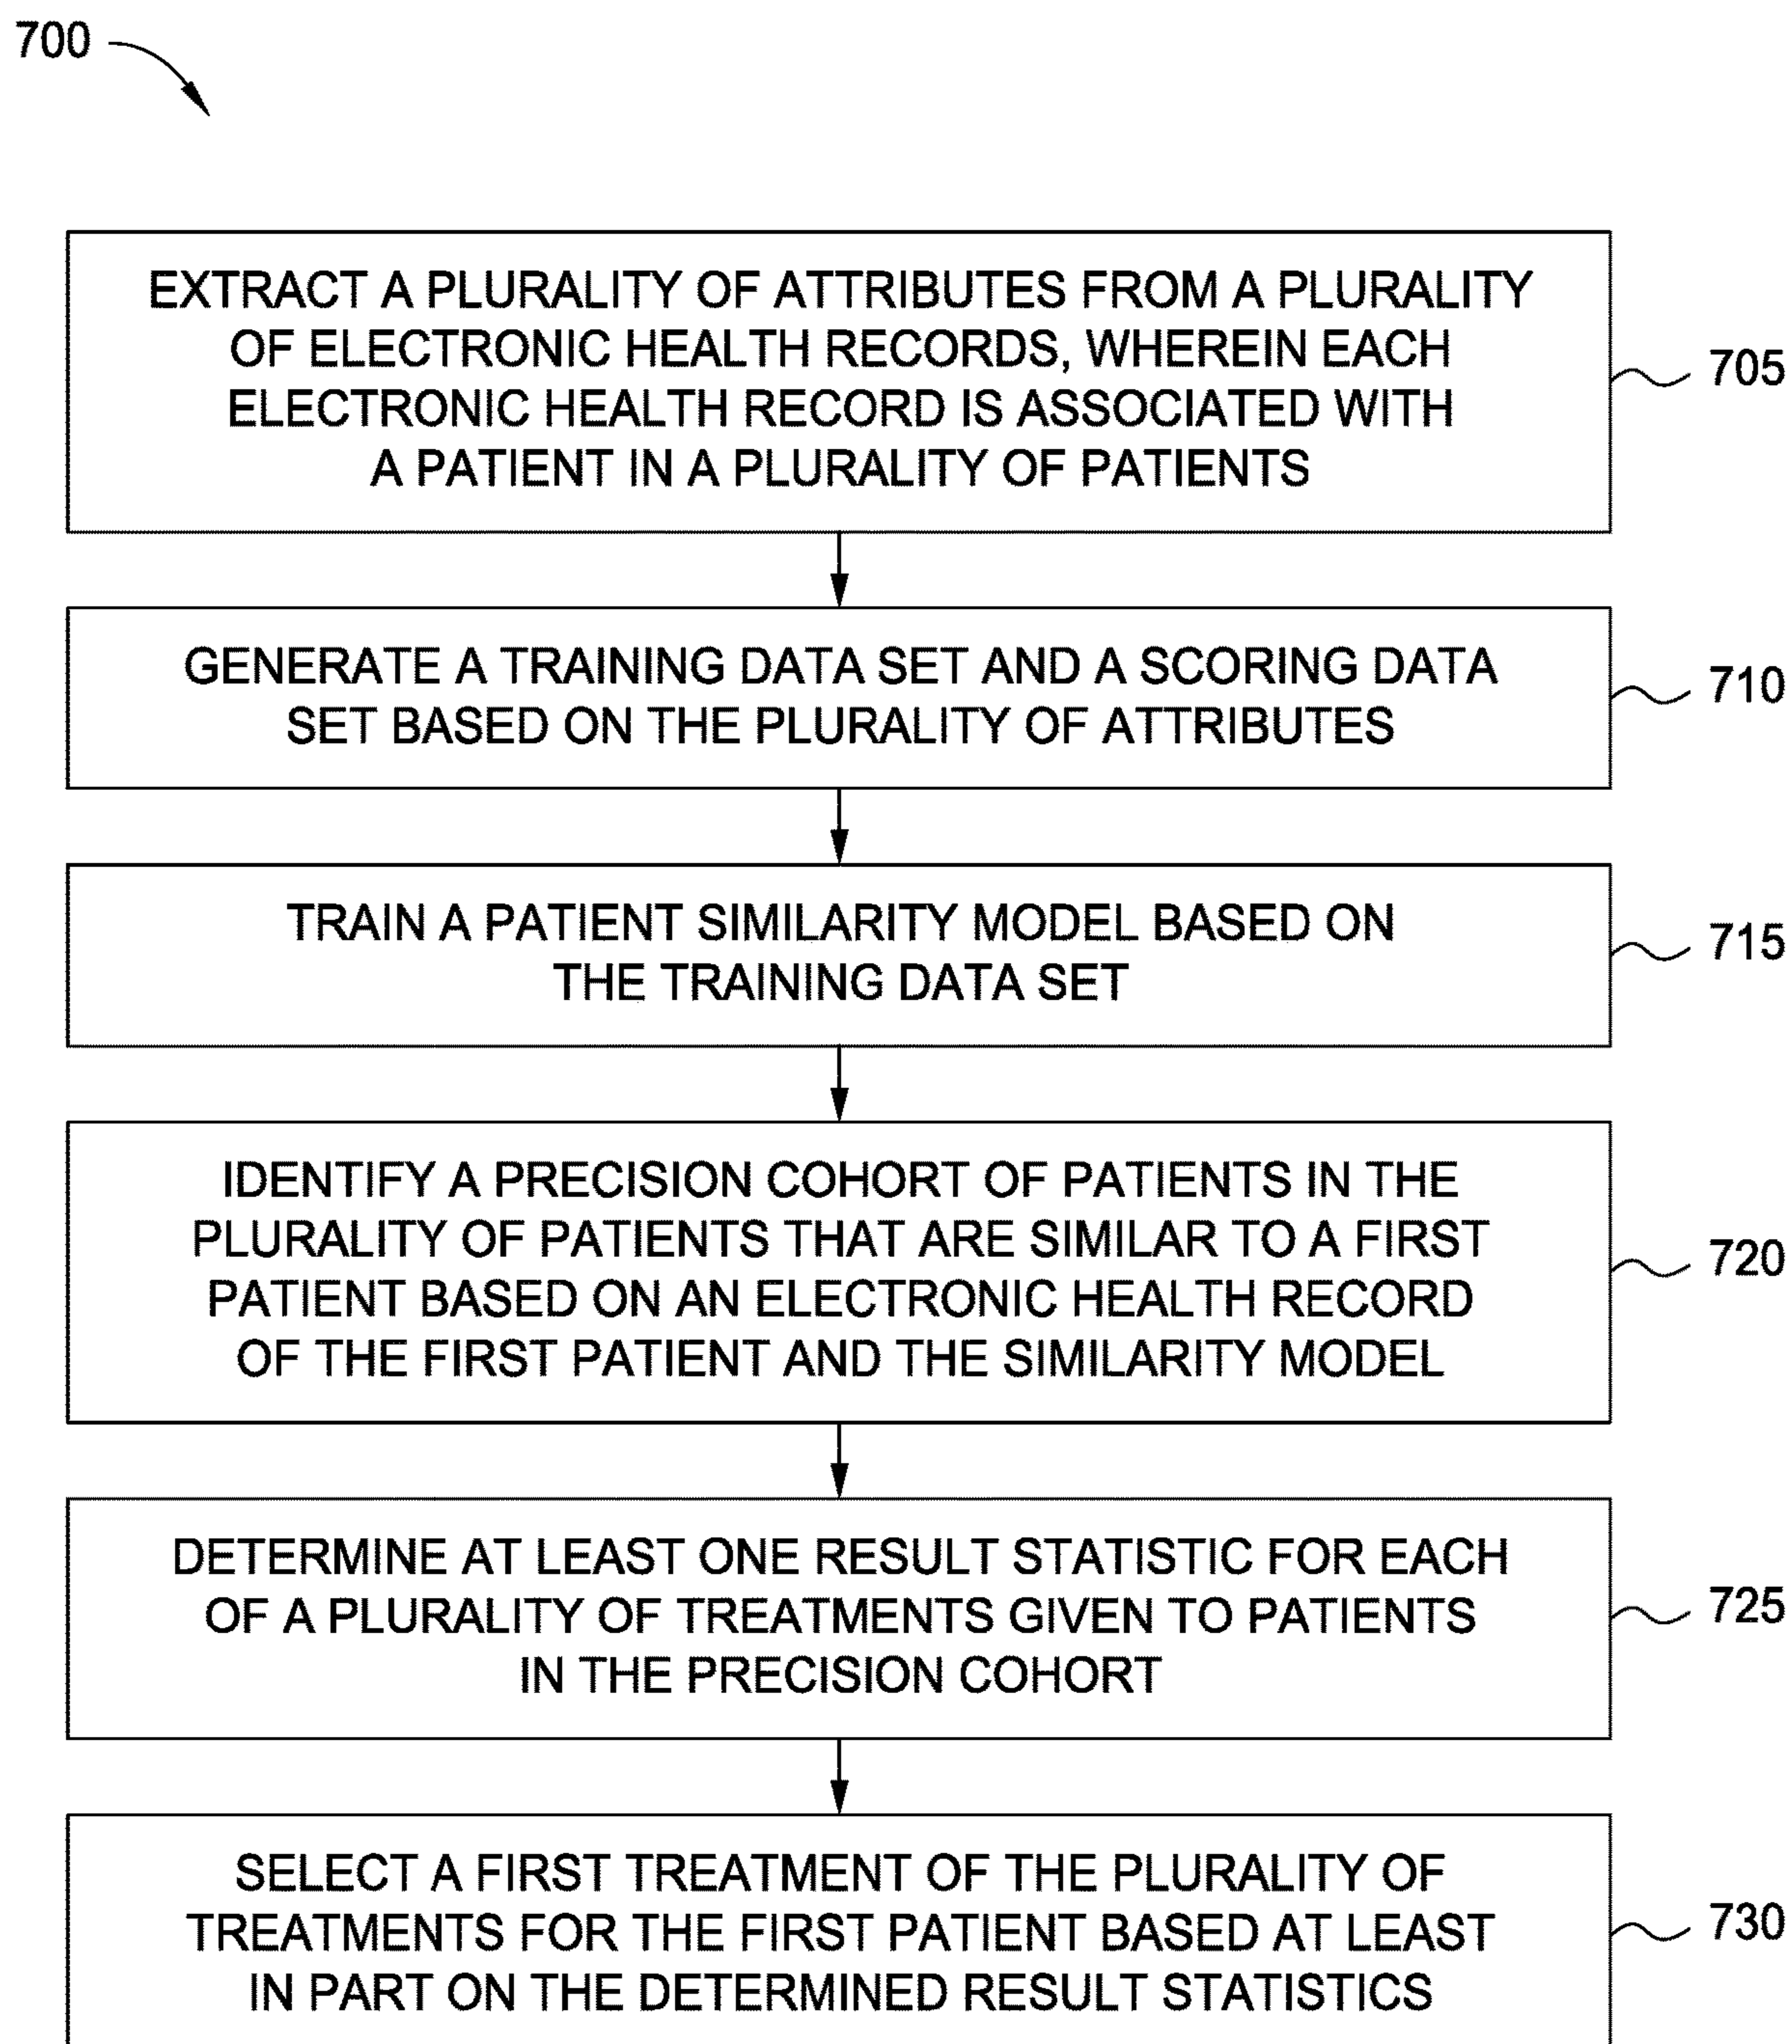 700
EXTRACT A PLURALITY OF ATTRIBUTES FROM A PLURALITY
OF ELECTRONIC HEALTH RECORDS, WHEREIN EACH
ELECTRONIC HEALTH RECORD IS ASSOCIATED WITH
A PATIENT IN A PLURALITY OF PATIENTS
705
GENERATE A TRAINING DATA SET AND A SCORING DATA
SET BASED ON THE PLURALITY OF ATTRIBUTES
710
TRAIN A PATIENT SIMILARITY MODEL BASED ON
THE TRAINING DATA SET
715
IDENTIFY A PRECISION COHORT OF PATIENTS IN THE
PLURALITY OF PATIENTS THAT ARE SIMILAR TO A FIRST
PATIENT BASED ON AN ELECTRONIC HEALTH RECORD
OF THE FIRST PATIENT AND THE SIMILARITY MODEL
720
DETERMINE AT LEAST ONE RESULT STATISTIC FOR EACH
OF A PLURALITY OF TREATMENTS GIVEN TO PATIENTS
IN THE PRECISION COHORT
725
SELECT A FIRST TREATMENT OF THE PLURALITY OF
TREATMENTS FOR THE FIRST PATIENT BASED AT LEAST
IN PART ON THE DETERMINED RESULT STATISTICS
730